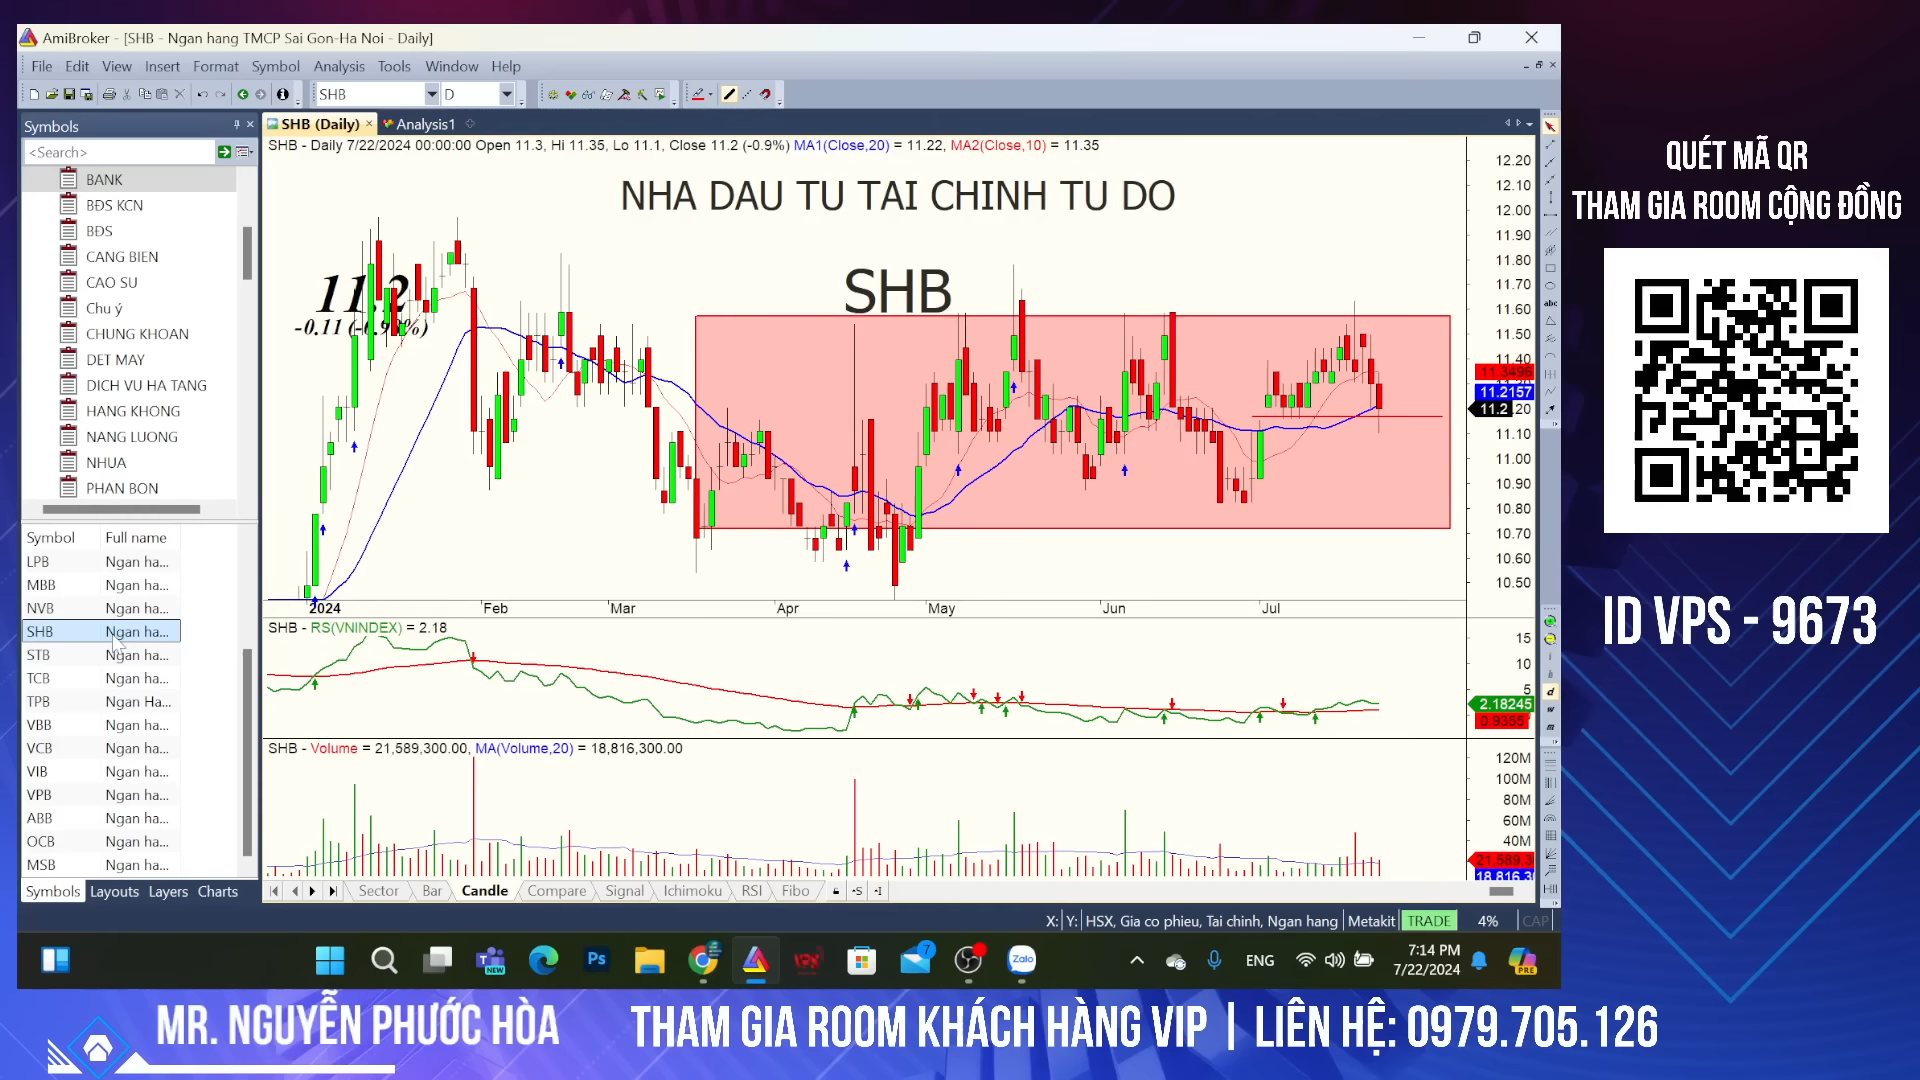 AmiBroker - [SHB - Ngan hang TMCP Sai Gon-Ha Noi - Daily]
File Edit View Insert Format Symbol Analysis Tools Window Help
SHB D
Symbols
<Search>
BANK
BĐS KCN
BĐS
CANG BIEN
CAO SU
Chu ý
CHUNG KHOAN
DET MAY
DICH VU HA TANG
HANG KHONG
NANG LUONG
NHUA
PHAN BON
Symbol Full name
LPB Ngan ha...
MBB Ngan ha...
NVB Ngan ha...
SHB Ngan ha...
STB Ngan ha...
TCB Ngan ha...
TPB Ngan Ha...
VBB Ngan ha...
VCB Ngan ha...
VIB Ngan ha...
VPB Ngan ha...
ABB Ngan ha...
OCB Ngan ha...
MSB Ngan ha...
Symbols Layouts Layers Charts
SHB (Daily) Analysis1
SHB - Daily 7/22/2024 00:00:00 Open 11.3, Hi 11.35, Lo 11.1, Close 11.2 (-0.9%) MA1(Close,20) = 11.22, MA2(Close,10) = 11.35
NHA DAU TU TAI CHINH TU DO
SHB
11.2
12.20
12.10
12.00
11.90
11.80
11.70
11.60
11.50
11.40
11.3496
11.2157
11.2
11.10
11.00
10.90
10.80
10.70
10.60
10.50
2024 Feb Mar Apr May Jun Jul
SHB - RS(VNINDEX) = 2.18
15
10
5
2.18245
0.9355
SHB - Volume = 21,589,300.00, MA(Volume,20) = 18,816,300.00
120M
100M
80M
60M
40M
Sector Bar Candle Compare Signal Ichimoku RSI Fibo
X: Y: HSX, Gia co phieu, Tai chinh, Ngan hang Metakit TRADE 4% CAP
ENG
7:14 PM
7/22/2024
QUÉT MÃ QR
THAM GIA ROOM CỘNG ĐỒNG
ID VPS - 9673
MR. NGUYỄN PHƯỚC HÒA
THAM GIA ROOM KHÁCH HÀNG VIP | LIÊN HỆ: 0979.705.126